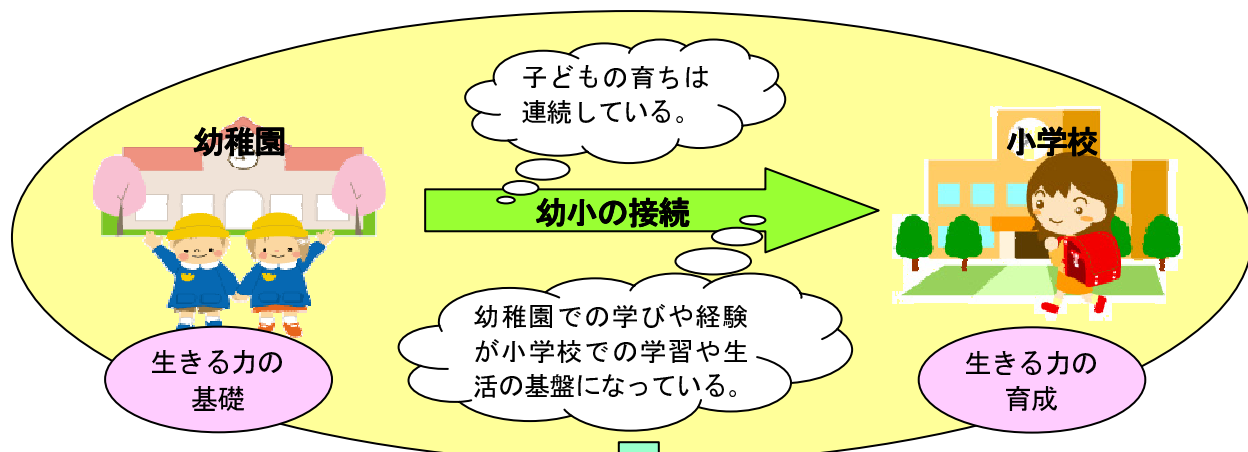 子どもの育ちは
連続している。
幼稚園
小学校
幼小の接続
幼稚園での学びや経験
が小学校での学習や生
活の基盤になっている。
生きる力の
基礎
生きる力の
育成